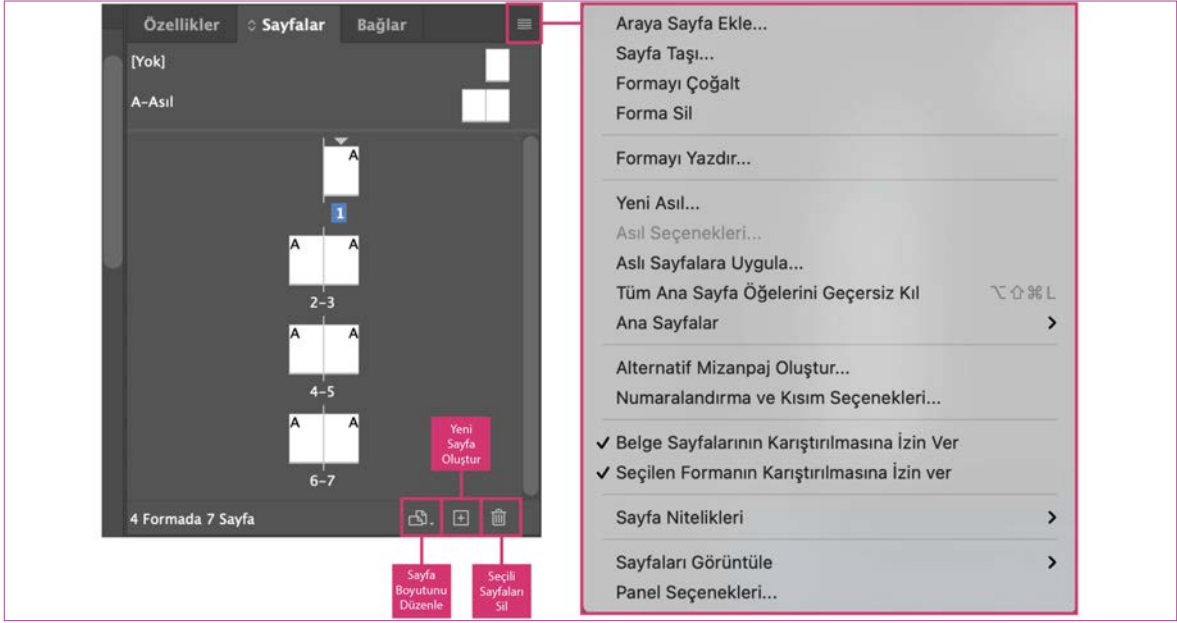 Özellikler
Sayfalar
Bağlar
[Yok]
A-Asıl
A
1
A A
2-3
A A
4-5
A A
6-7
4 Formada 7 Sayfa
Yeni
Sayfa
Oluştur
Sayfa
Boyutunu
Düzenle
Seçili
Sayfaları
Sil
Araya Sayfa Ekle...
Sayfa Taşı...
Formayı Çoğalt
Forma Sil
Formayı Yazdır...
Yeni Asıl...
Asıl Seçenekleri...
Aslı Sayfalara Uygula...
Tüm Ana Sayfa Öğelerini Geçersiz Kıl ⌥⇧⌘L
Ana Sayfalar
Alternatif Mizanpaj Oluştur...
Numaralandırma ve Kısım Seçenekleri...
✓ Belge Sayfalarının Karıştırılmasına İzin Ver
✓ Seçilen Formanın Karıştırılmasına İzin ver
Sayfa Nitelikleri
Sayfaları Görüntüle
Panel Seçenekleri...